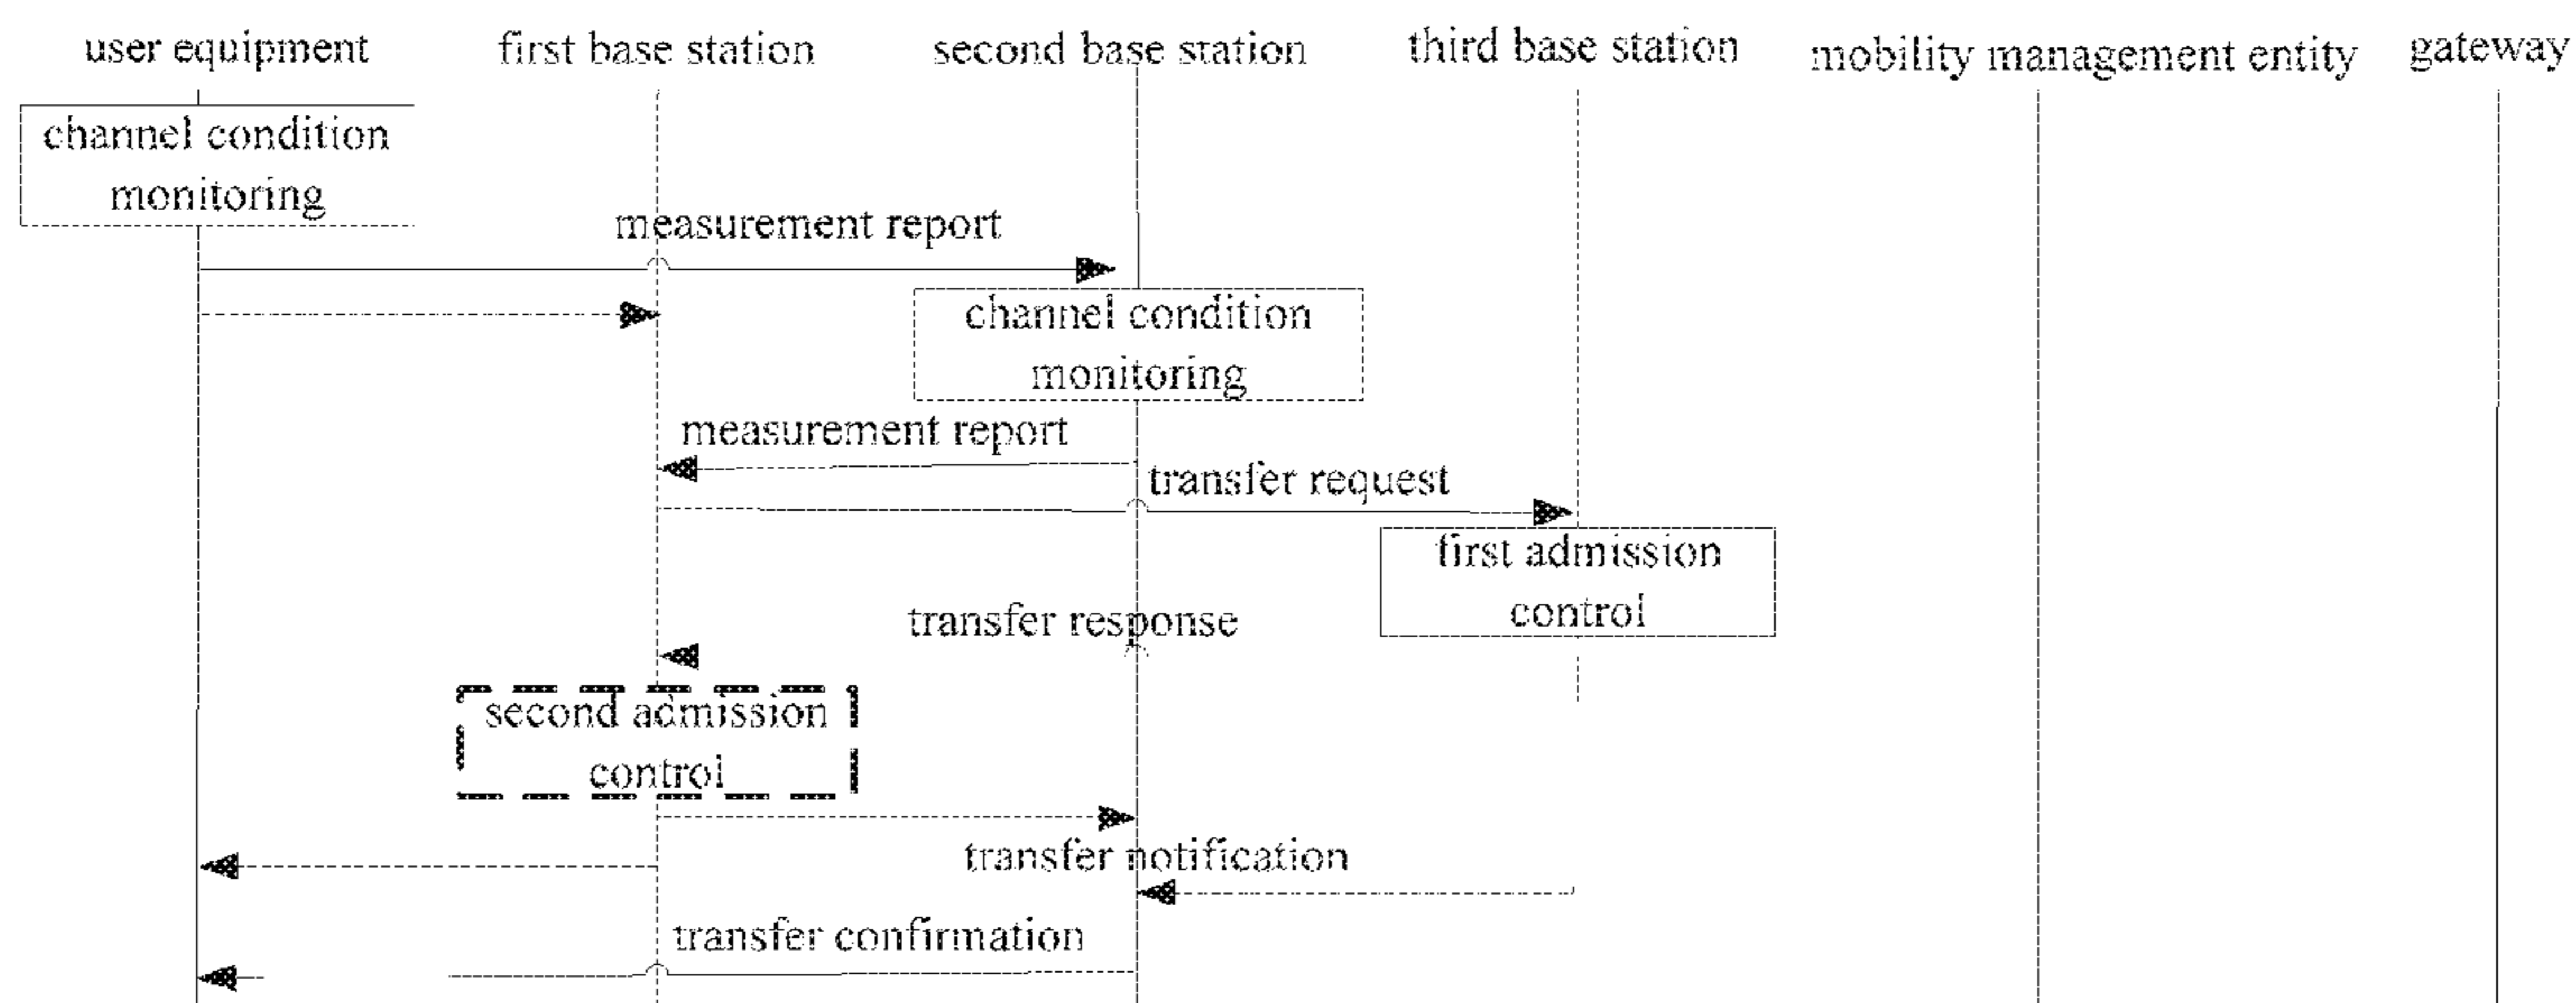 user equipment
first base station
second base station
third base station
mobility management entity
gateway
channel condition
monitoring
measurement report
channel condition
monitoring
measurement report
transfer request
first admission
control
transfer response
second admission
control
transfer notification
transfer confirmation